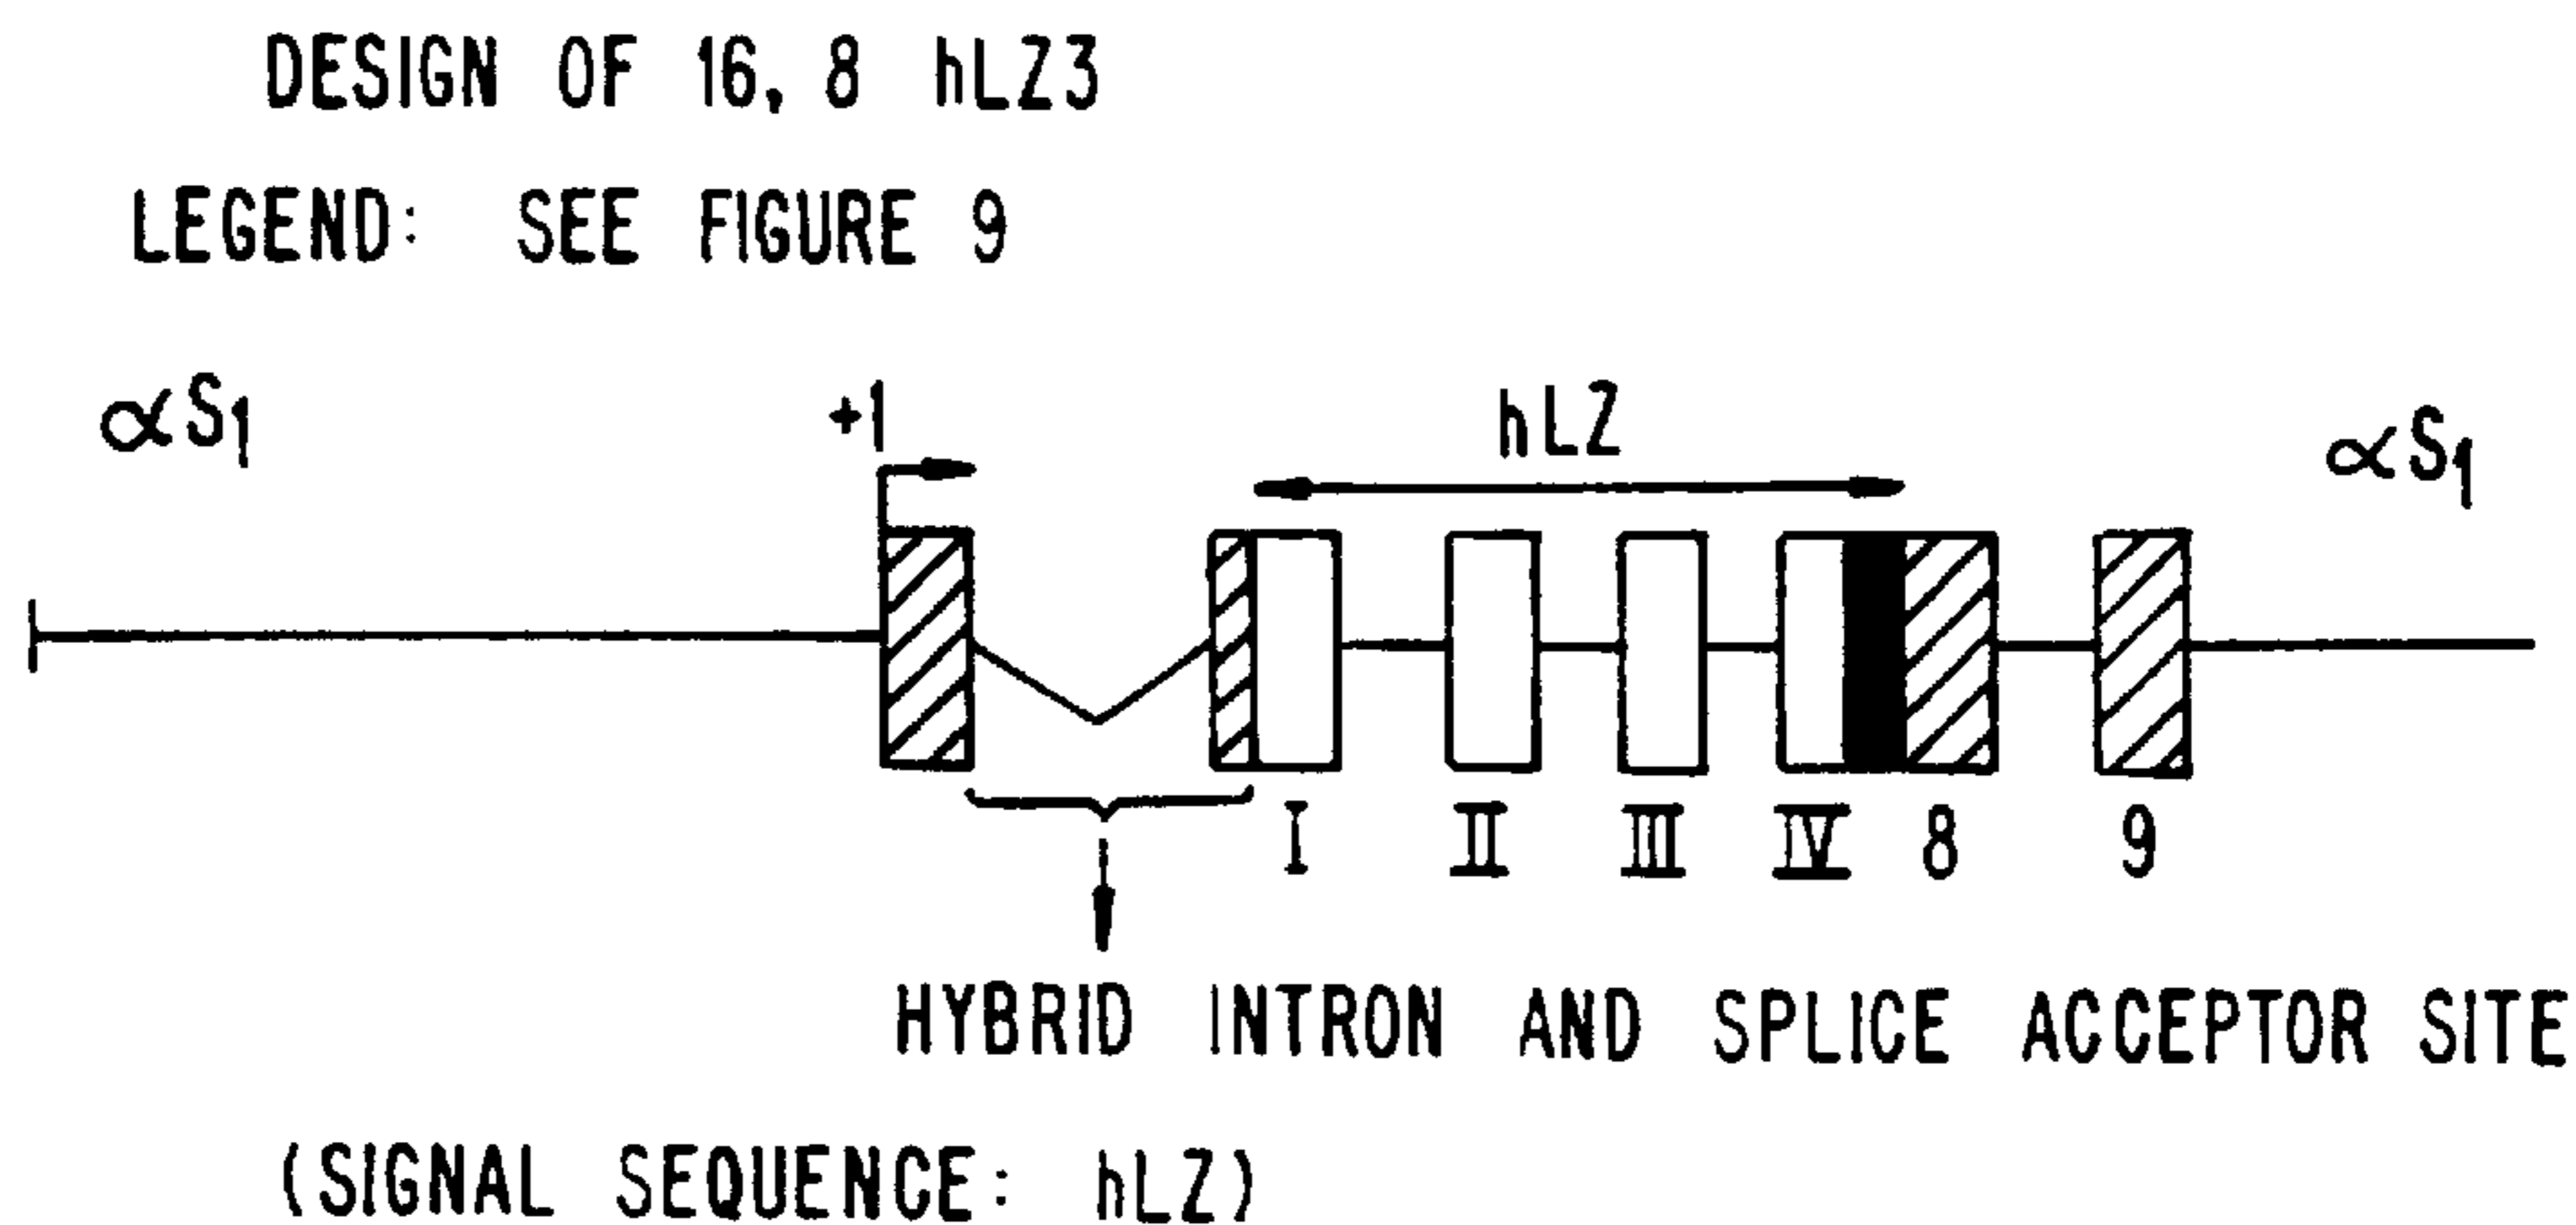 DESIGN OF 16, 8 hLZ3
LEGEND: SEE FIGURE 9
αS1 +1 hLZ αS1
I II III IV 8 9
HYBRID INTRON AND SPLICE ACCEPTOR SITE
(SIGNAL SEQUENCE: hLZ)